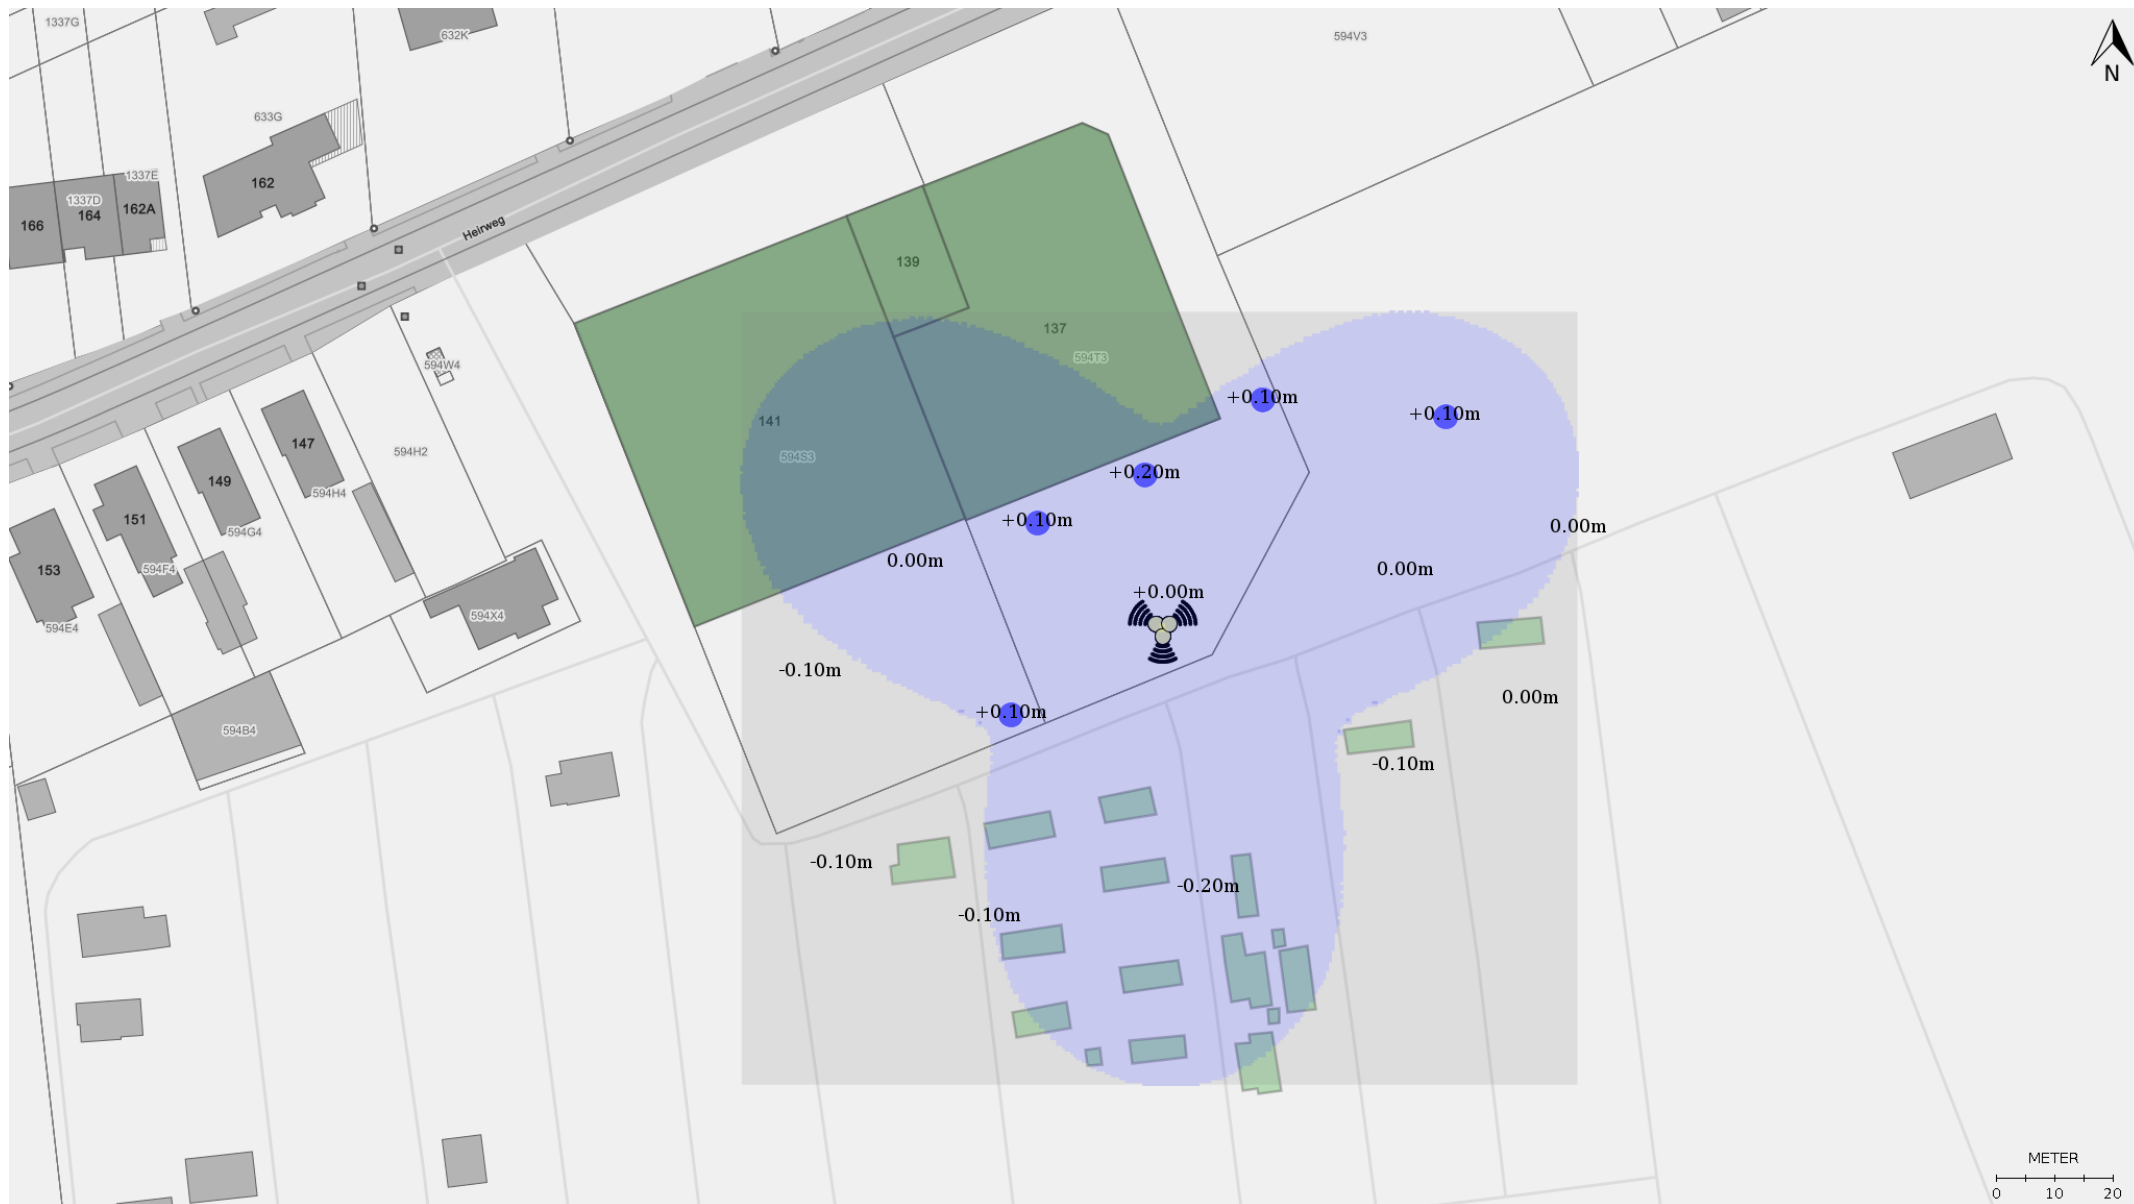 1337G
632K
594V3
N
633G
1337E
162
1337D
162A
164
166
Heirweg
139
137
594T3
594W4
+0.10m
+0.10m
141
147
594H2
594S3
+0.20m
149
594H4
151
+0.10m
594G4
0.00m
0.00m
153
594F4
0.00m
+0.00m
594X4
594E4
-0.10m
0.00m
+0.10m
594B4
-0.10m
-0.10m
-0.20m
-0.10m
METER
0 10 20